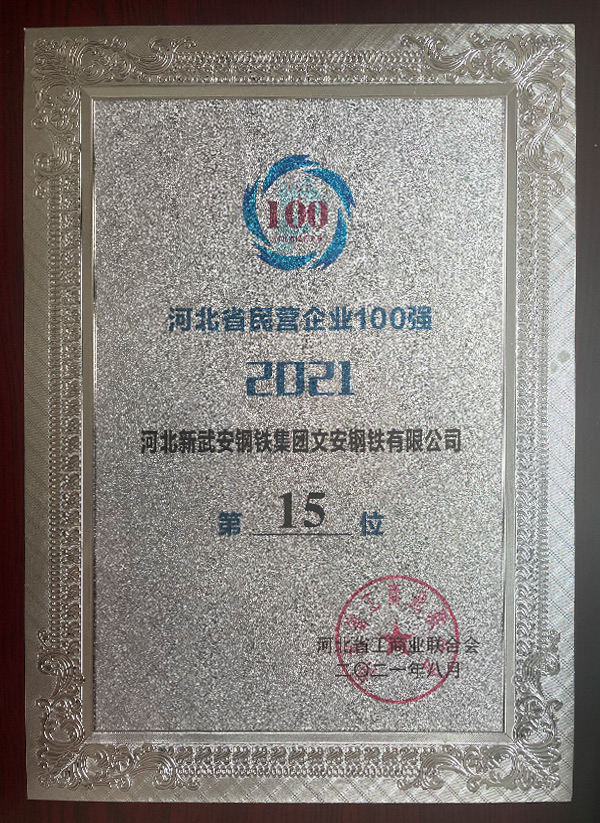 100
河北省民营企业100强
2021
河北新武安钢铁集团文安钢铁有限公司
第 15 位
河北省工商业联合会
二〇二一年八月